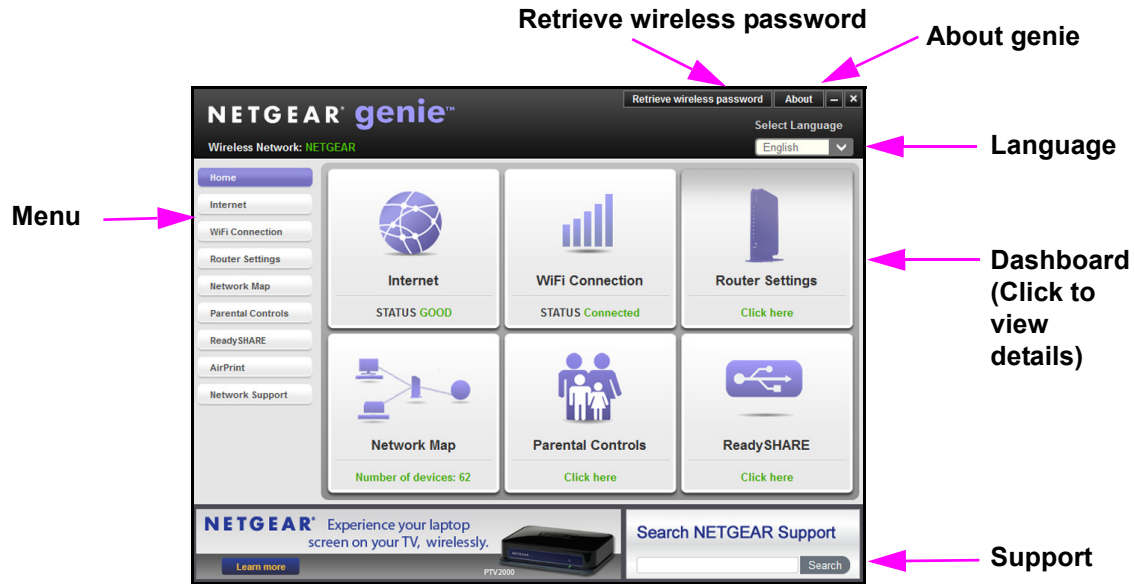 Retrieve wireless password
About genie
Retrieve wireless password
About
NETGEAR® genie™
Select Language
Wireless Network: NETGEAR
English
Language
Menu
Home
Internet
WiFi Connection
Router Settings
Network Map
Parental Controls
ReadySHARE
AirPrint
Network Support
Internet
STATUS GOOD
WiFi Connection
STATUS Connected
Router Settings
Click here
Dashboard
(Click to
view
details)
Network Map
Number of devices: 62
Parental Controls
Click here
ReadySHARE
Click here
NETGEAR®
Experience your laptop
screen on your TV, wirelessly.
Learn more
NETGEAR
PTV2000
Search NETGEAR Support
Search
Support